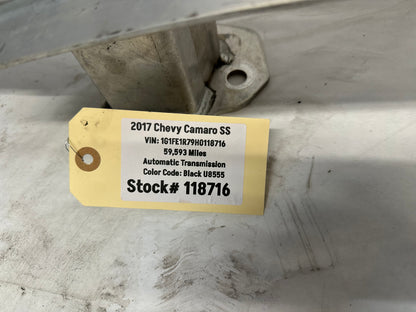 2017 Chevy Camaro SS
VIN: 1G1FE1R79H0118716
59,593 Miles
Automatic Transmission
Color Code: Black U8555
Stock# 118716